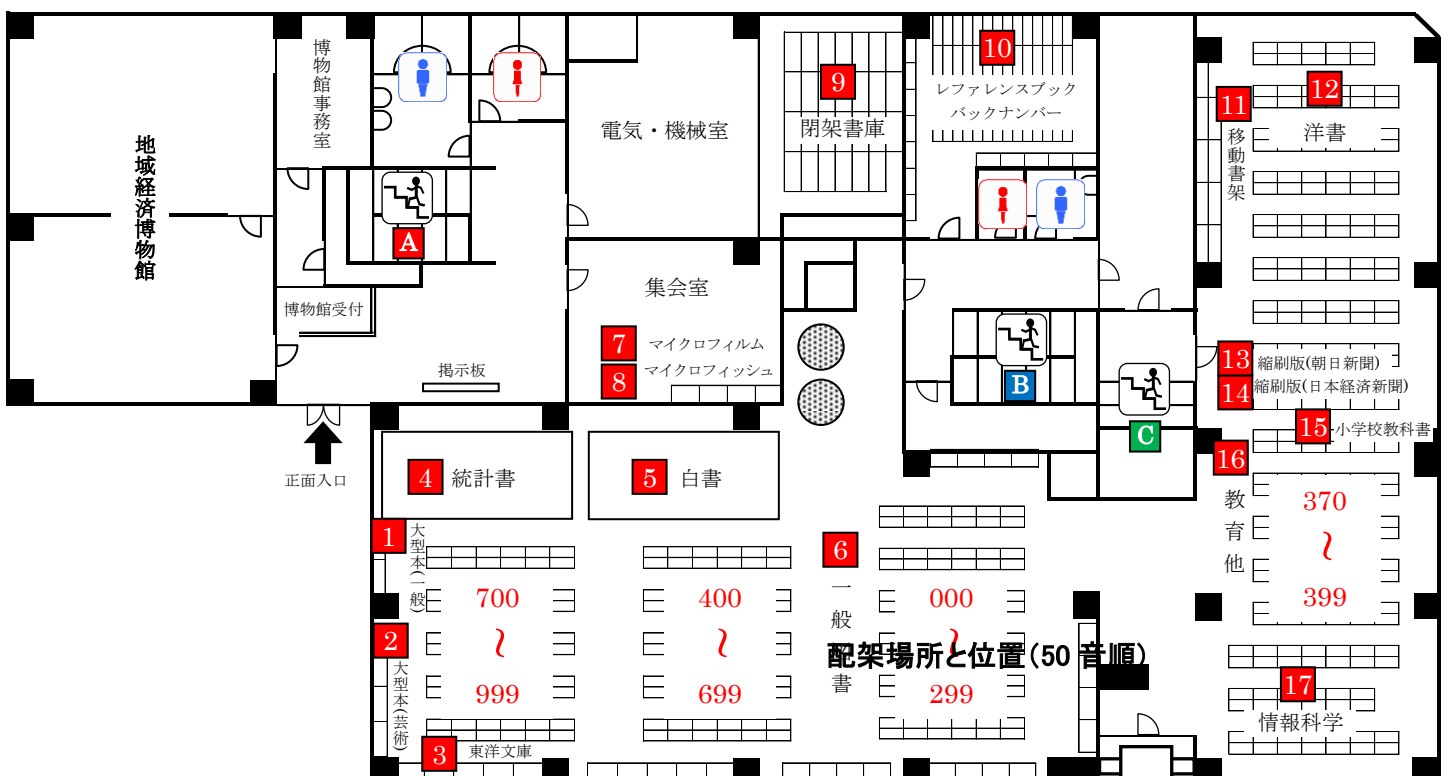 博物館事務室
地域経済博物館
博物館受付
A
掲示板
正面入口
電気・機械室
集会室
7 マイクロフィルム
8 マイクロフィッシュ
9
閉架書庫
10
レファレンスブック
バックナンバー
B
C
11
移動書架
12
洋書
13 縮刷版(朝日新聞)
14 縮刷版(日本経済新聞)
15 小学校教科書
16
教育他
370
~
399
17
情報科学
4 統計書
5 白書
1
大型本(一般)
2
大型本(芸術)
3 東洋文庫
700
~
999
400
~
699
6
一般図書
000
~
299
配架場所と位置(50音順)